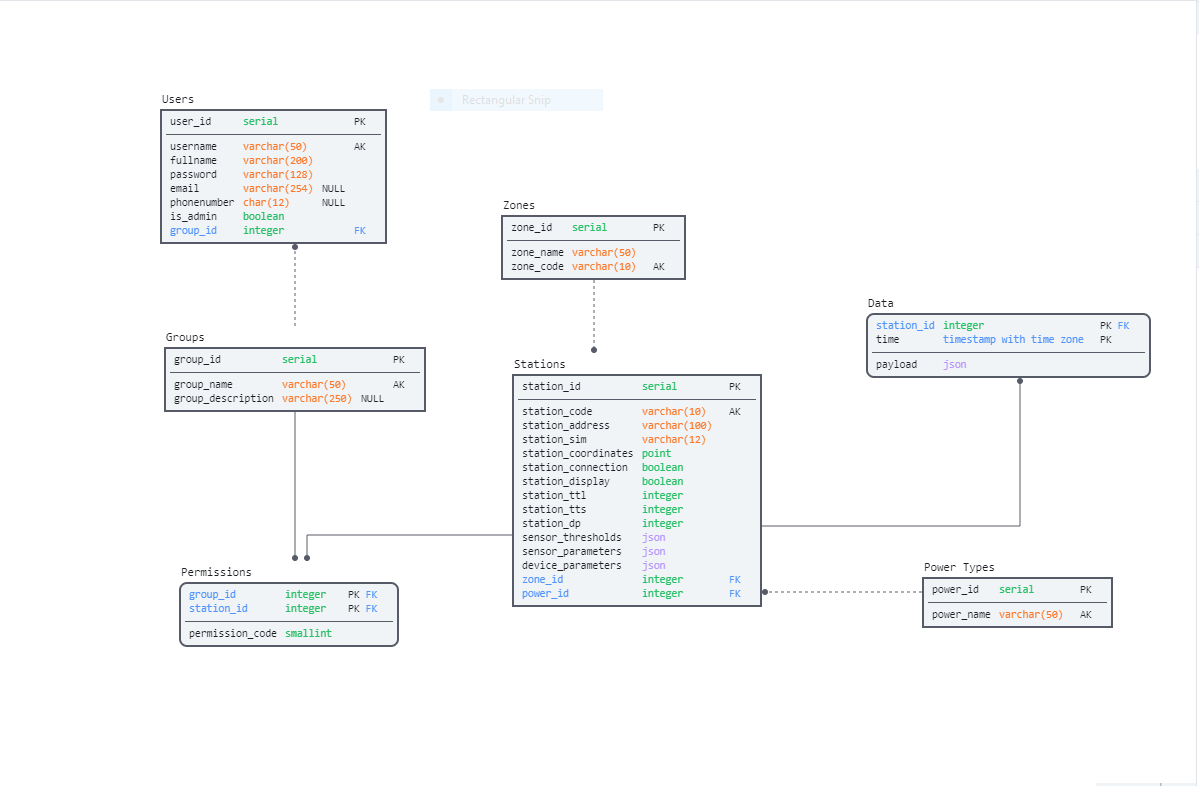 Users
user_id serial PK
username varchar(50) AK
fullname varchar(200)
password varchar(128)
email varchar(254) NULL
phonenumber char(12) NULL
is_admin boolean
group_id integer FK
Rectangular Snip
Zones
zone_id serial PK
zone_name varchar(50)
zone_code varchar(10) AK
Data
station_id integer PK FK
time timestamp with time zone PK
payload json
Groups
group_id serial PK
group_name varchar(50) AK
group_description varchar(250) NULL
Stations
station_id serial PK
station_code varchar(10) AK
station_address varchar(100)
station_sim varchar(12)
station_coordinates point
station_connection boolean
station_display boolean
station_ttl integer
station_tts integer
station_dp integer
sensor_thresholds json
sensor_parameters json
device_parameters json
zone_id integer FK
power_id integer FK
Permissions
group_id integer PK FK
station_id integer PK FK
permission_code smallint
Power Types
power_id serial PK
power_name varchar(50) AK